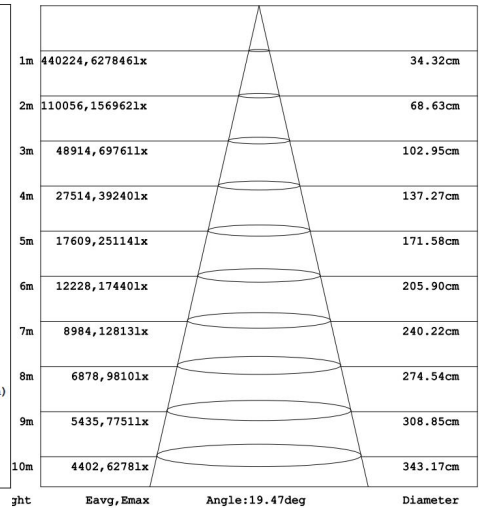 1m 440224,627846lx 34.32cm
2m 110056,156962lx 68.63cm
3m 48914,69761lx 102.95cm
4m 27514,39240lx 137.27cm
5m 17609,25114lx 171.58cm
6m 12228,17440lx 205.90cm
7m 8984,12813lx 240.22cm
8m 6878,9810lx 274.54cm
)
9m 5435,7751lx 308.85cm
10m 4402,6278lx 343.17cm
ght Eavg,Emax Angle:19.47deg Diameter